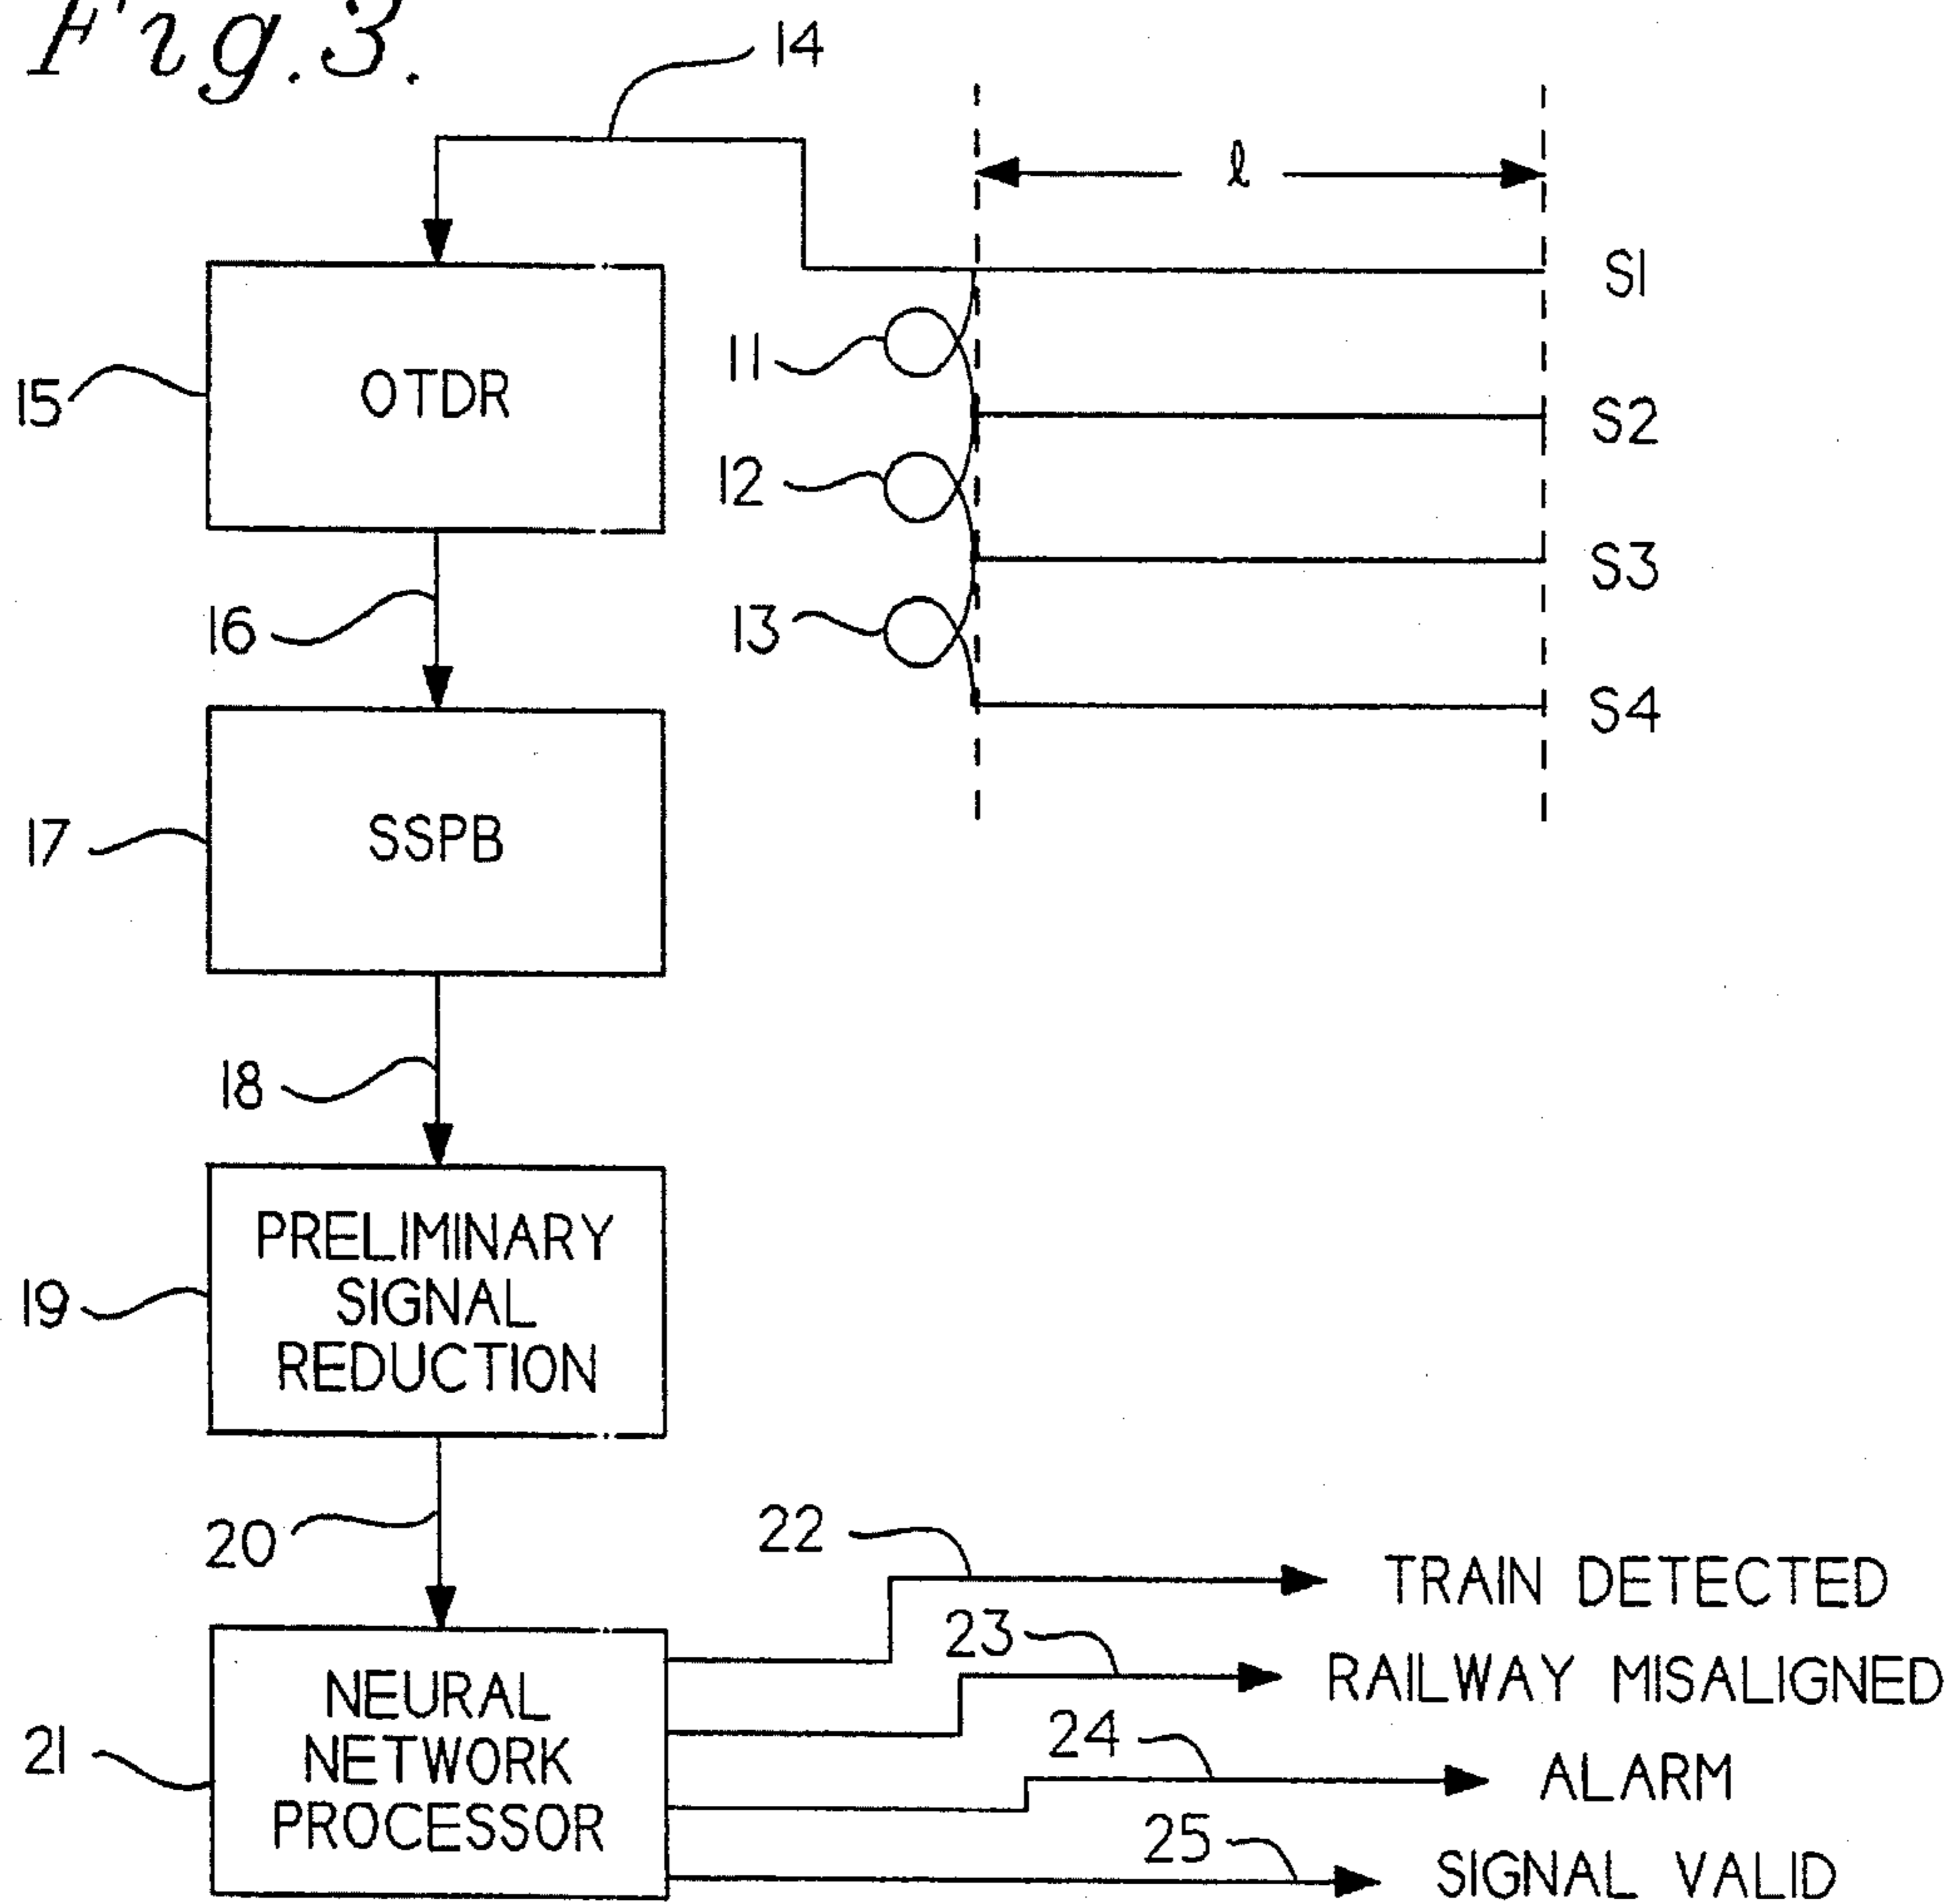 Fig. 3.
14
ℓ
S1
11
15
OTDR
S2
12
S3
16
13
S4
17
SSPB
18
19
PRELIMINARY
SIGNAL
REDUCTION
20
22
TRAIN DETECTED
23
RAILWAY MISALIGNED
21
NEURAL
NETWORK
PROCESSOR
24
ALARM
25
SIGNAL VALID